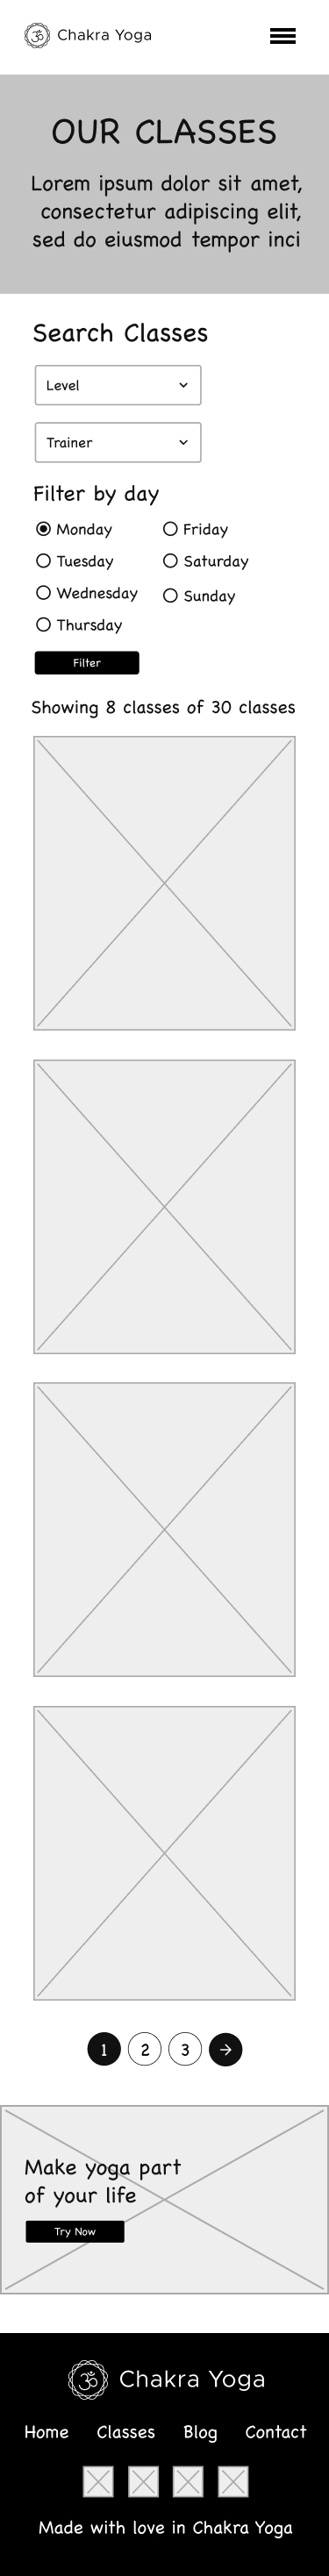 Chakra Yoga
OUR CLASSES
Lorem ipsum dolor sit amet,
consectetur adipiscing elit,
sed do eiusmod tempor inci
Search Classes
Level
Trainer
Filter by day
Monday
Friday
Tuesday
Saturday
Wednesday
Sunday
Thursday
Filter
Showing 8 classes of 30 classes
1 2 3
Make yoga part
of your life
Try Now
ॐ Chakra Yoga
Home Classes Blog Contact
Made with love in Chakra Yoga